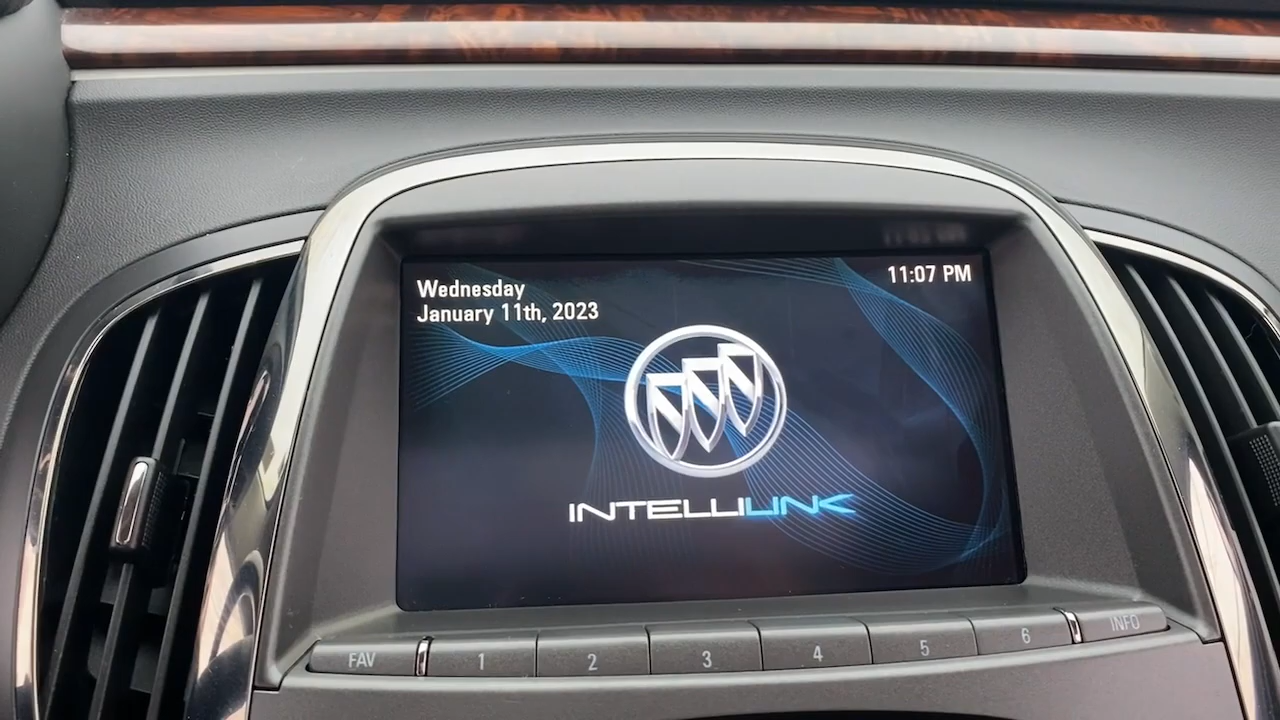 Wednesday
11:07 PM
January 11th, 2023
INTELLILINK
FAV
1
2
3
4
5
6
INFO